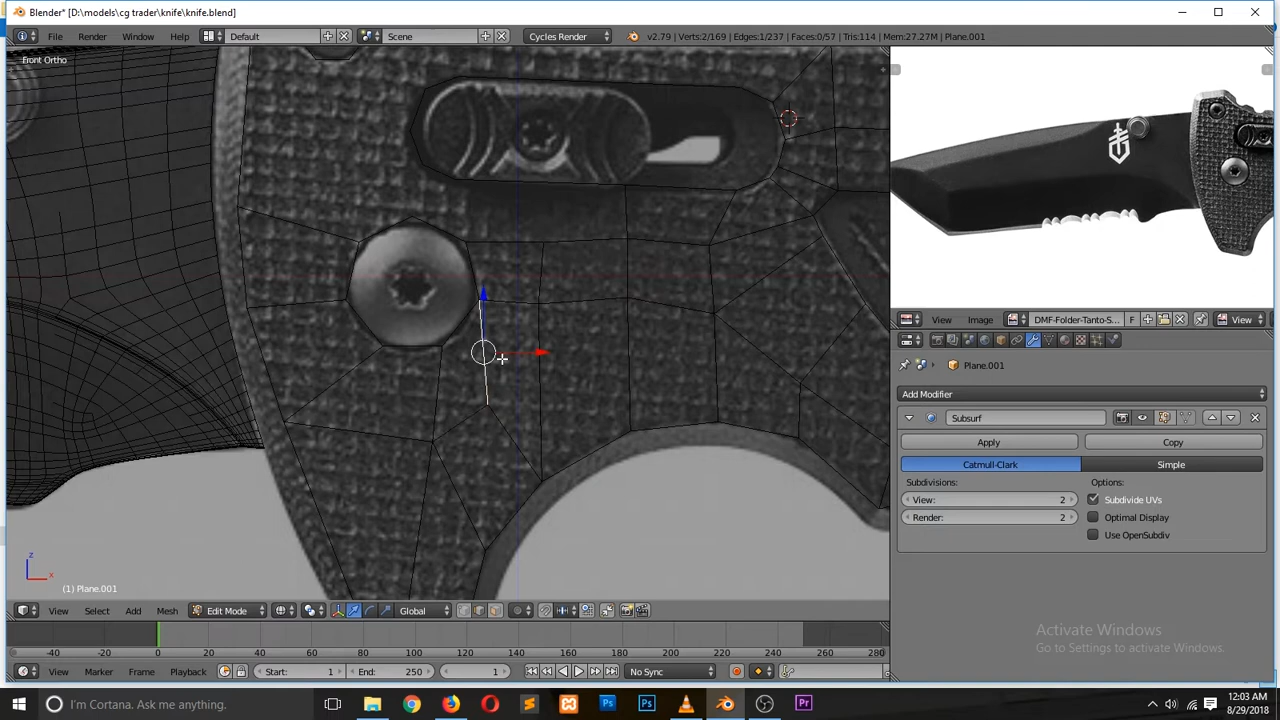 Blender* [D:\models\cg trader\knife\knife.blend]
File Render Window Help Default Scene Cycles Render v2.79 | Verts:2/169 | Edges:1/237 | Faces:0/57 | Tris:114 | Mem:27.27M | Plane.001
Front Ortho
View Image DMF-Folder-Tanto-S... F View
Plane.001
Add Modifier
Subsurf
Apply Copy
Catmull-Clark Simple
Subdivisions: Options:
View: 2 Subdivide UVs
Render: 2 Optimal Display
Use OpenSubdiv
z
x
(1) Plane.001
View Select Add Mesh Edit Mode Global
Activate Windows
Go to Settings to activate Windows.
-40 -20 0 20 40 60 80 100 120 140 160 180 200 220 240 260 280
View Marker Frame Playback Start: 1 End: 250 1 No Sync
I'm Cortana. Ask me anything.
Ps Ps Pr
12:03 AM
8/29/2018